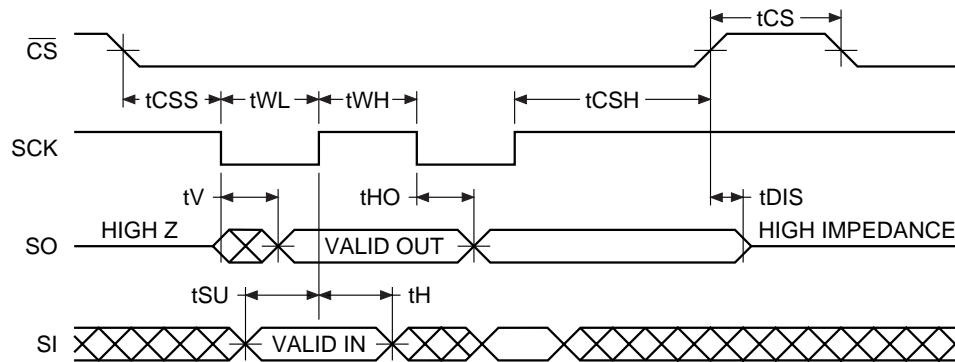 tCS
CS
tCSS tWL tWH tCSH
SCK
tV tHO tDIS
HIGH Z HIGH IMPEDANCE
SO VALID OUT
tSU tH
SI VALID IN